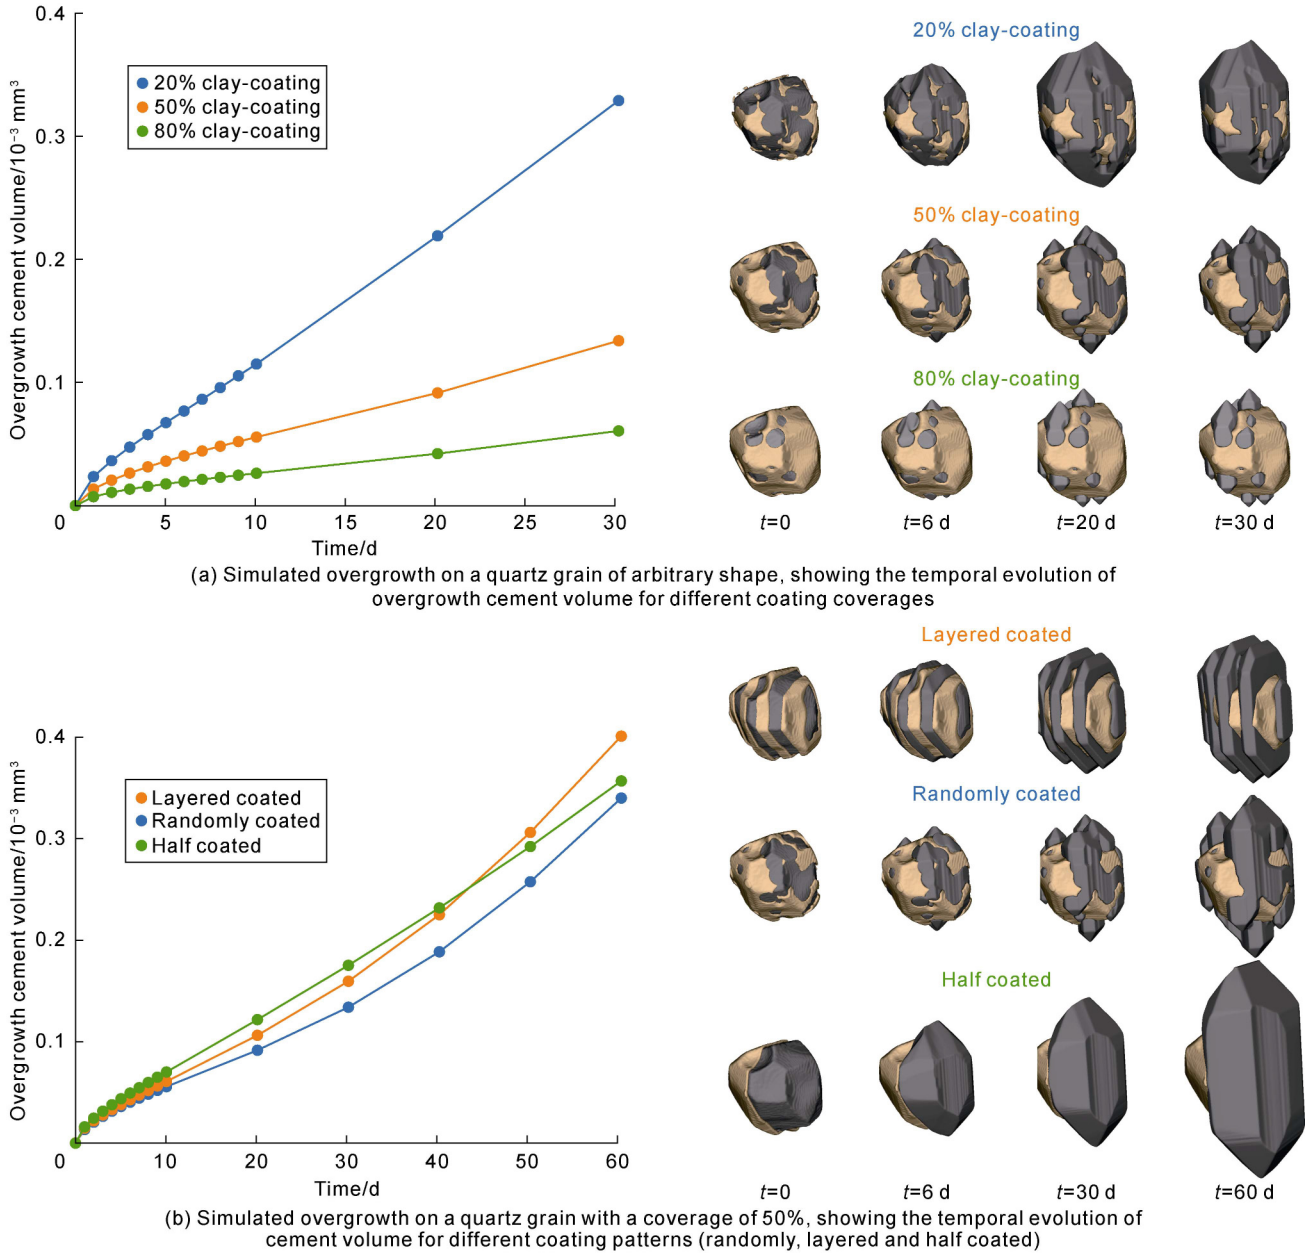 0.4
0.3
0.2
0.1
0
5
10
15
20
25
30
Overgrowth cement volume/10⁻³ mm³
Time/d
20% clay-coating
50% clay-coating
80% clay-coating
20% clay-coating
50% clay-coating
80% clay-coating
t=0
t=6 d
t=20 d
t=30 d
(a) Simulated overgrowth on a quartz grain of arbitrary shape, showing the temporal evolution of
overgrowth cement volume for different coating coverages
0.4
0.3
0.2
0.1
0
10
20
30
40
50
60
Overgrowth cement volume/10⁻³ mm³
Time/d
Layered coated
Randomly coated
Half coated
Layered coated
Randomly coated
Half coated
t=0
t=6 d
t=30 d
t=60 d
(b) Simulated overgrowth on a quartz grain with a coverage of 50%, showing the temporal evolution of
cement volume for different coating patterns (randomly, layered and half coated)